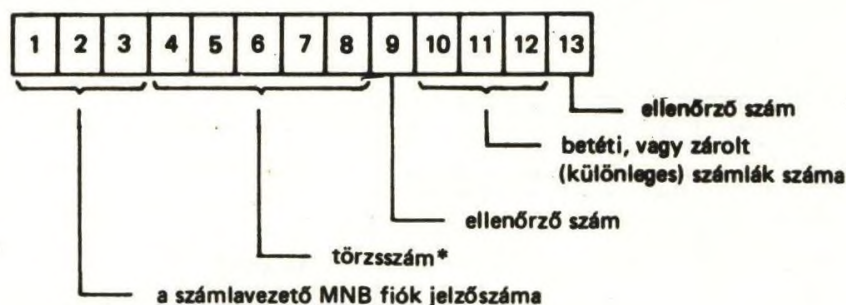 1 2 3 4 5 6 7 8 9 10 11 12 13
ellenőrző szám
betéti, vagy zárolt
(különleges) számlák száma
ellenőrző szám
törzsszám*
a számlavezető MNB fiók jelzőszáma